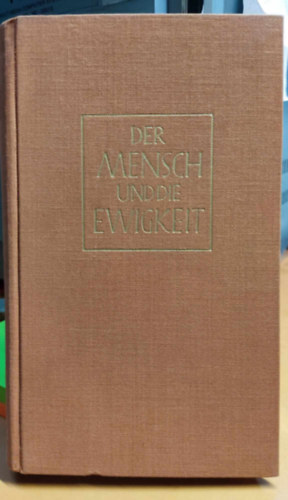 DER
MENSCH
UND DIE
EWIGKEIT